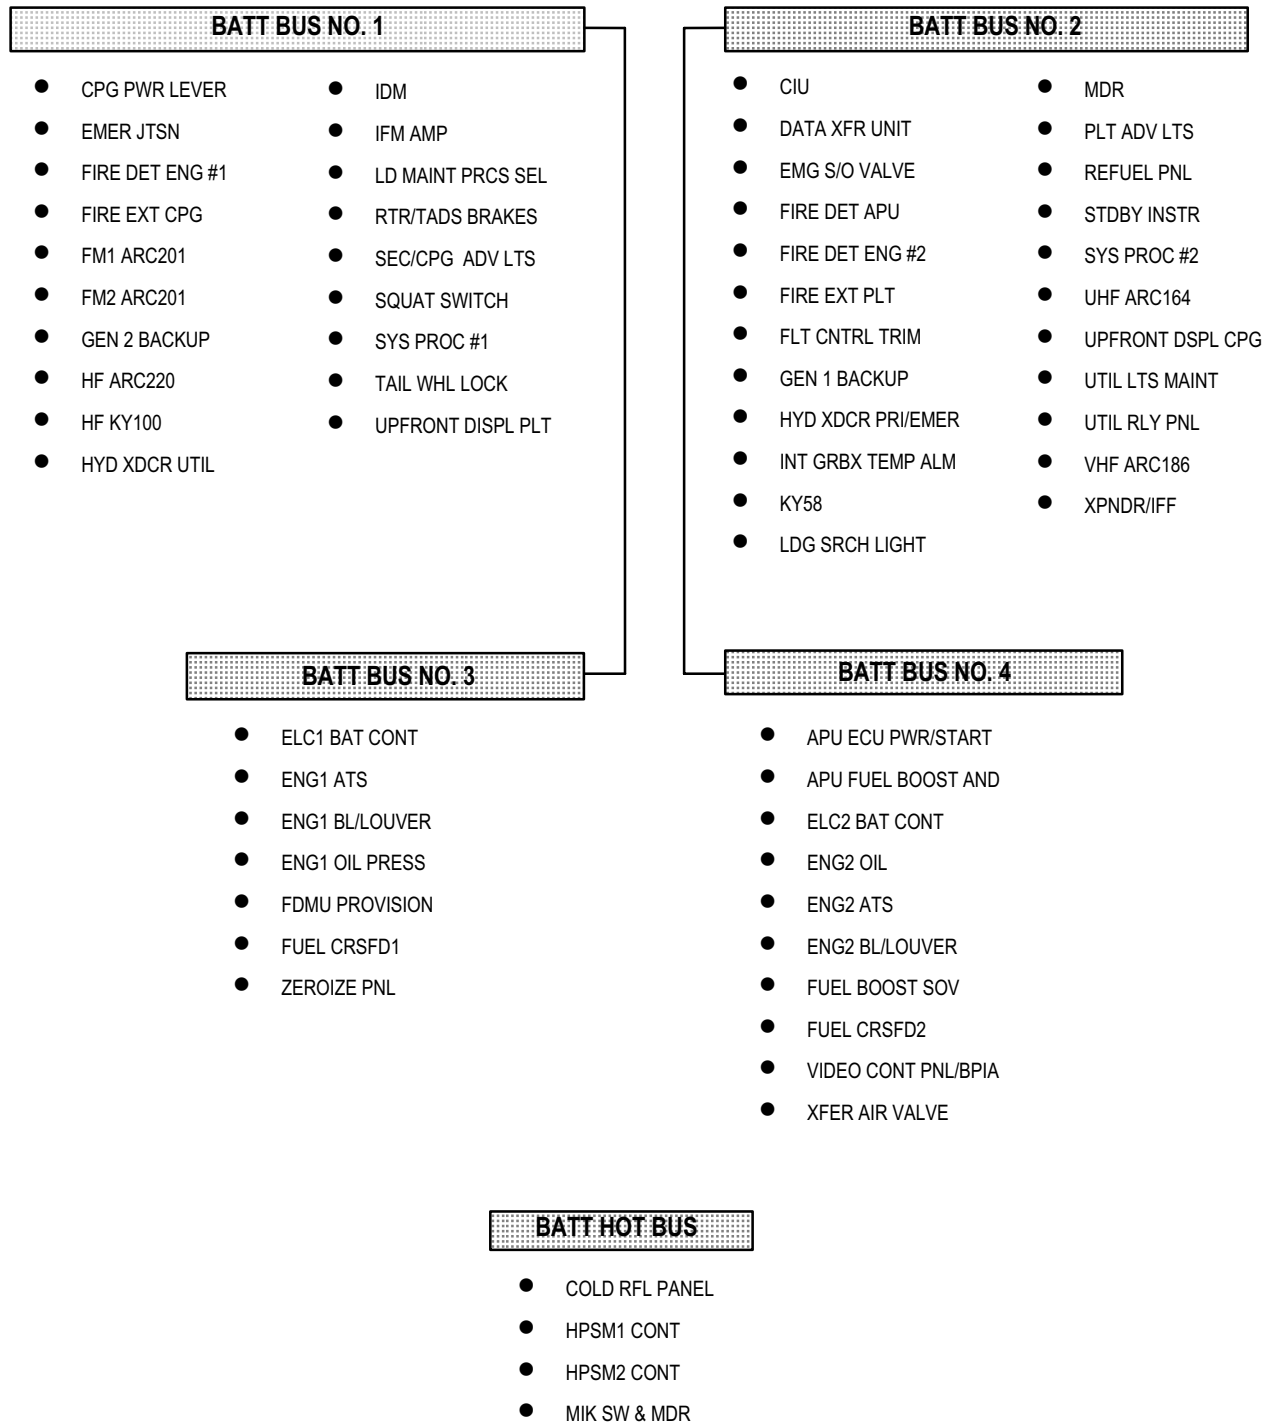 BATT BUS NO. 1
CPG PWR LEVER
EMER JTSN
FIRE DET ENG #1
FIRE EXT CPG
FM1 ARC201
FM2 ARC201
GEN 2 BACKUP
HF ARC220
HF KY100
HYD XDCR UTIL
IDM
IFM AMP
LD MAINT PRCS SEL
RTR/TADS BRAKES
SEC/CPG ADV LTS
SQUAT SWITCH
SYS PROC #1
TAIL WHL LOCK
UPFRONT DISPL PLT
BATT BUS NO. 2
CIU
DATA XFR UNIT
EMG S/O VALVE
FIRE DET APU
FIRE DET ENG #2
FIRE EXT PLT
FLT CNTRL TRIM
GEN 1 BACKUP
HYD XDCR PRI/EMER
INT GRBX TEMP ALM
KY58
LDG SRCH LIGHT
MDR
PLT ADV LTS
REFUEL PNL
STDBY INSTR
SYS PROC #2
UHF ARC164
UPFRONT DSPL CPG
UTIL LTS MAINT
UTIL RLY PNL
VHF ARC186
XPNDR/IFF
BATT BUS NO. 3
ELC1 BAT CONT
ENG1 ATS
ENG1 BL/LOUVER
ENG1 OIL PRESS
FDMU PROVISION
FUEL CRSFD1
ZEROIZE PNL
BATT BUS NO. 4
APU ECU PWR/START
APU FUEL BOOST AND
ELC2 BAT CONT
ENG2 OIL
ENG2 ATS
ENG2 BL/LOUVER
FUEL BOOST SOV
FUEL CRSFD2
VIDEO CONT PNL/BPIA
XFER AIR VALVE
BATT HOT BUS
COLD RFL PANEL
HPSM1 CONT
HPSM2 CONT
MIK SW & MDR